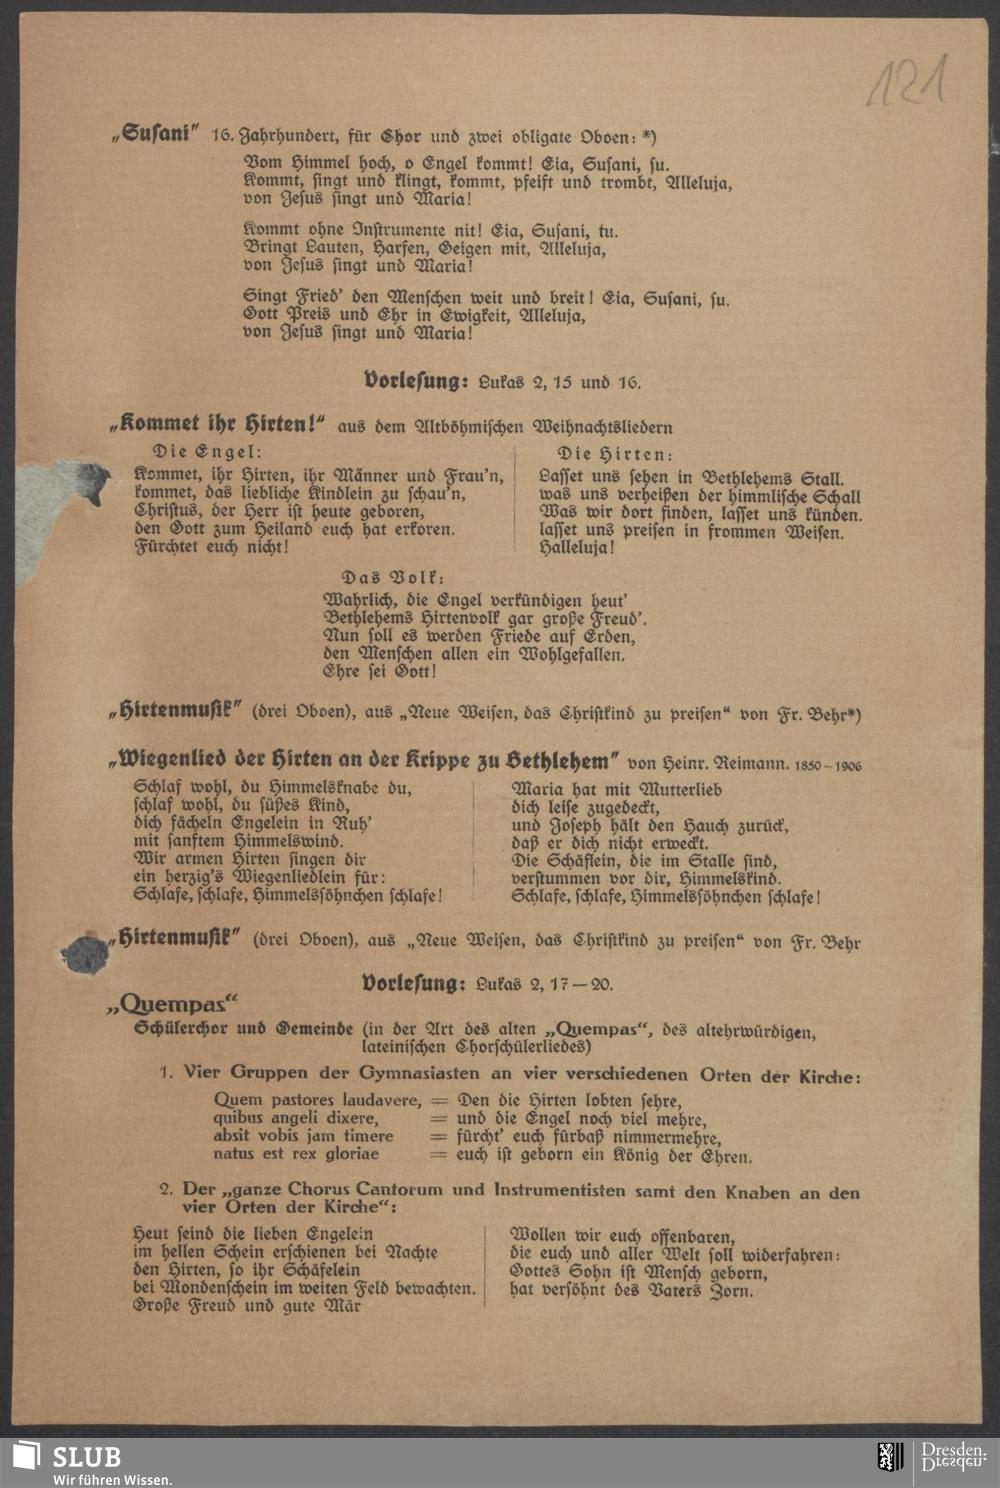 121
„Susani” 16. Jahrhundert, für Chor und zwei obligate Oboen: *)
Vom Himmel hoch, o Engel kommt! Eia, Susani, su.
Kommt, singt und klingt, kommt, pfeift und trombt, Alleluja,
von Jesus singt und Maria!
Kommt ohne Instrumente nit! Eia, Susani, tu.
Bringt Lauten, Harfen, Geigen mit, Alleluja,
von Jesus singt und Maria!
Singt Fried' den Menschen weit und breit! Eia, Susani, su.
Gott Preis und Ehr in Ewigkeit, Alleluja,
von Jesus singt und Maria!
Vorlesung: Lukas 2, 15 und 16.
„Kommet ihr Hirten!“ aus dem Altböhmischen Weihnachtsliedern
Die Engel:
Kommet, ihr Hirten, ihr Männer und Frau'n,
kommet, das liebliche Kindlein zu schau'n,
Christus, der Herr ist heute geboren,
den Gott zum Heiland euch hat erkoren.
Fürchtet euch nicht!
Die Hirten:
Lasset uns sehen in Bethlehems Stall.
was uns verheißen der himmlische Schall
Was wir dort finden, lasset uns künden.
lasset uns preisen in frommen Weisen.
Halleluja!
Das Volk:
Wahrlich, die Engel verkündigen heut'
Bethlehems Hirtenvolk gar große Freud'.
Nun soll es werden Friede auf Erden,
den Menschen allen ein Wohlgefallen.
Ehre sei Gott!
„Hirtenmusik” (drei Oboen), aus „Neue Weisen, das Christkind zu preisen“ von Fr. Behr*)
„Wiegenlied der Hirten an der Krippe zu Bethlehem” von Heinr. Reimann. 1850–1906
Schlaf wohl, du Himmelsknabe du,
schlaf wohl, du süßes Kind,
dich fächeln Engelein in Ruh'
mit sanftem Himmelswind.
Wir armen Hirten singen dir
ein herzig's Wiegenliedlein für:
Schlafe, schlafe, Himmelssöhnchen schlafe!
Maria hat mit Mutterlieb
dich leise zugedeckt,
und Joseph hält den Hauch zurück,
daß er dich nicht erweckt.
Die Schäflein, die im Stalle sind,
verstummen vor dir, Himmelskind.
Schlafe, schlafe, Himmelssöhnchen schlafe!
„Hirtenmusik” (drei Oboen), aus „Neue Weisen, das Christkind zu preisen“ von Fr. Behr
Vorlesung: Lukas 2, 17—20.
„Quempas“
Schülerchor und Gemeinde (in der Art des alten „Quempas“, des altehrwürdigen,
lateinischen Chorschülerliedes)
1. Vier Gruppen der Gymnasiasten an vier verschiedenen Orten der Kirche:
Quem pastores laudavere, = Den die Hirten lobten sehre,
quibus angeli dixere, = und die Engel noch viel mehre,
absit vobis jam timere = fürcht' euch fürbaß nimmermehre,
natus est rex gloriae = euch ist geborn ein König der Ehren.
2. Der „ganze Chorus Cantorum und Instrumentisten samt den Knaben an den
vier Orten der Kirche“:
Heut seind die lieben Engelein
im hellen Schein erschienen bei Nachte
den Hirten, so ihr Schäfelein
bei Mondenschein im weiten Feld bewachten.
Große Freud und gute Mär
Wollen wir euch offenbaren,
die euch und aller Welt soll widerfahren:
Gottes Sohn ist Mensch geborn,
hat versöhnt des Vaters Zorn.
SLUB
Wir führen Wissen.
Dresden.
Dresden.